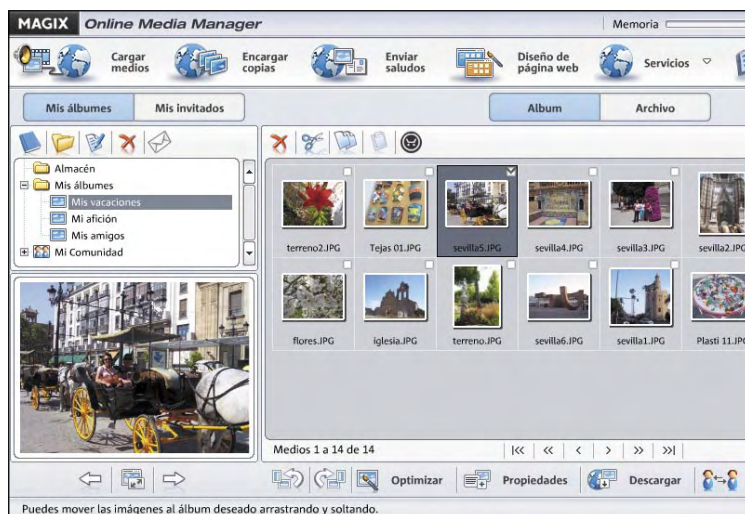 MAGIX Online Media Manager
Memoria
Cargar medios
Encargar copias
Enviar saludos
Diseño de página web
Servicios
Mis álbumes
Mis invitados
Album
Archivo
Almacén
Mis álbumes
Mis vacaciones
Mi afición
Mis amigos
Mi Comunidad
terreno2.JPG
Tejas 01.JPG
sevilla5.JPG
sevilla4.JPG
sevilla3.JPG
sevilla2.JPG
flores.JPG
iglesia.JPG
terreno.JPG
sevilla6.JPG
sevilla1.JPG
Plasti 11.JPG
Medios 1 a 14 de 14
Optimizar
Propiedades
Descargar
Puedes mover las imágenes al álbum deseado arrastrando y soltando.